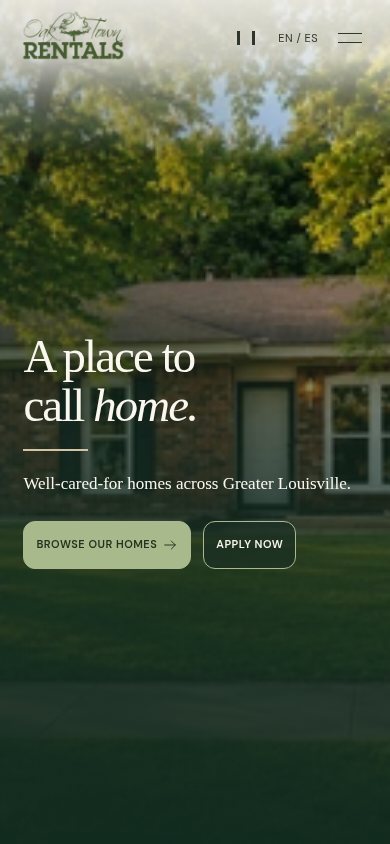 Oak Town
RENTALS
EN / ES
A place to
call home.
Well-cared-for homes across Greater Louisville.
BROWSE OUR HOMES →
APPLY NOW